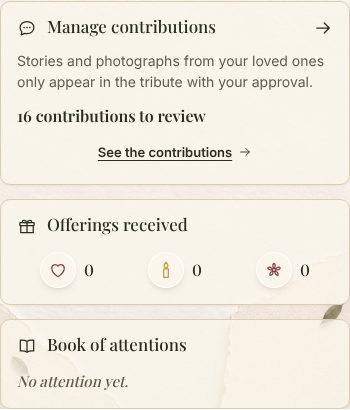 Manage contributions
Stories and photographs from your loved ones
only appear in the tribute with your approval.
16 contributions to review
See the contributions
Offerings received
0 0 0
Book of attentions
No attention yet.